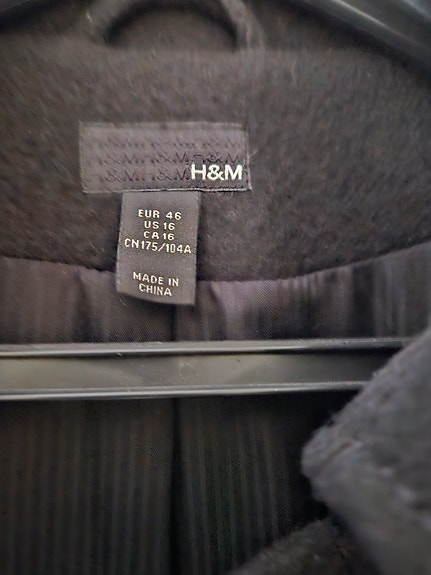 H&M H&M H&M
H&M H&M H&M
H&M
EUR 46
US 16
CA 16
CN175/104A
MADE IN
CHINA